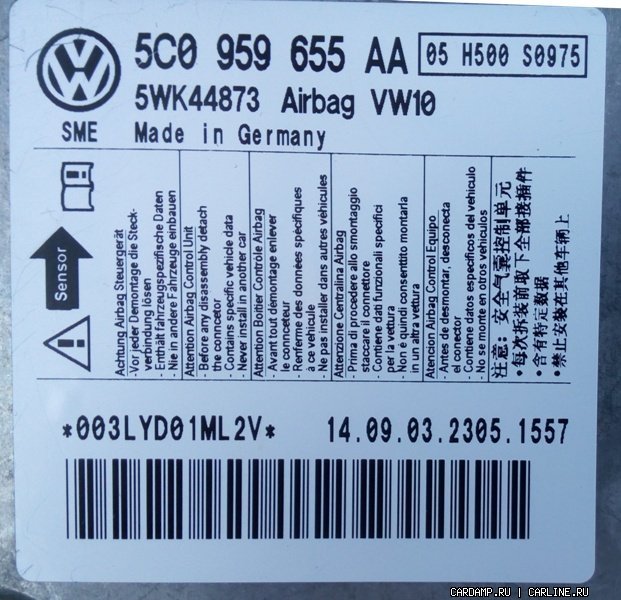 5C0 959 655 AA
05 H500 S0975
5WK44873 Airbag VW10
SME Made in Germany
Sensor
Achtung Airbag Steuergerät
-Vor jeder Demontage die Steck-
verbindung lösen
- Enthält fahrzeugspezifische Daten
- Nie in andere Fahrzeuge einbauen
Attention Airbag Control Unit
- Before any disassembly detach
the connector
- Contains specific vehicle data
- Never install in another car
Attention Boitier Contrôle Airbag
- Avant tout démontage enlever
le connceteur
- Renferme des données spécifiques
à ce véhicule
- Ne pas installer dans autres véhicules
Attenzione Centralina Airbag
- Prima di procedere allo smontaggio
staccare il connettore
- Contiene dati funzionali specifici
per la vettura
- Non e quindi consentttito montarla
in un altra vettura
Atencion Airbag Control Equipo
- Antes de desmontar, desconecta
el conector
- Contiene datos especificos del vehiculo
No se monte en otros vehiculos
注意: 安全气囊控制单元
•每次拆装前取下全部接插件
•含有特定数据
•禁止安装在其他车辆上
*003LYD01ML2V*
14.09.03.2305.1557
CARDAMP.RU | CARLINE.RU